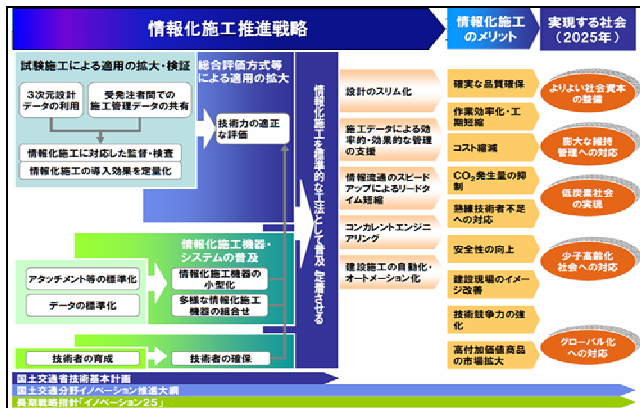 情報化施工推進戦略
情報化施工
のメリット
実現する社会
(2025年)
試験施工による適用の拡大・検証
3次元設計
データの利用
受発注者間での
施工管理データの共有
情報化施工に対応した監督・検査
情報化施工の導入効果を定量化
総合評価方式等
による適用の拡大
技術力の適正
な評価
情報化施工機器・
システムの普及
アタッチメント等の標準化
データの標準化
情報化施工機器の
小型化
多様な情報化施工
機器の組合せ
技術者の育成
技術者の確保
情報化施工を標準的な工法として普及・定着させる
設計のスリム化
施工データによる効
率的・効果的な管理
の支援
情報流通のスピード
アップによるリードタ
イム短縮
コンカレントエンジニ
アリング
建設施工の自動化・
オートメーション化
確実な品質確保
作業効率化・工
期短縮
コスト縮減
CO₂発生量の抑
制
熟練技術者不足
への対応
安全性の向上
建設現場のイメー
ジ改善
技術競争力の強
化
高付加価値商品
の市場拡大
よりよい社会資本
の整備
膨大な維持
管理への対応
低炭素社会
の実現
少子高齢化
社会への対応
グローバル化
への対応
国土交通省技術基本計画
国土交通分野イノベーション推進大綱
長期戦略指針「イノベーション25」